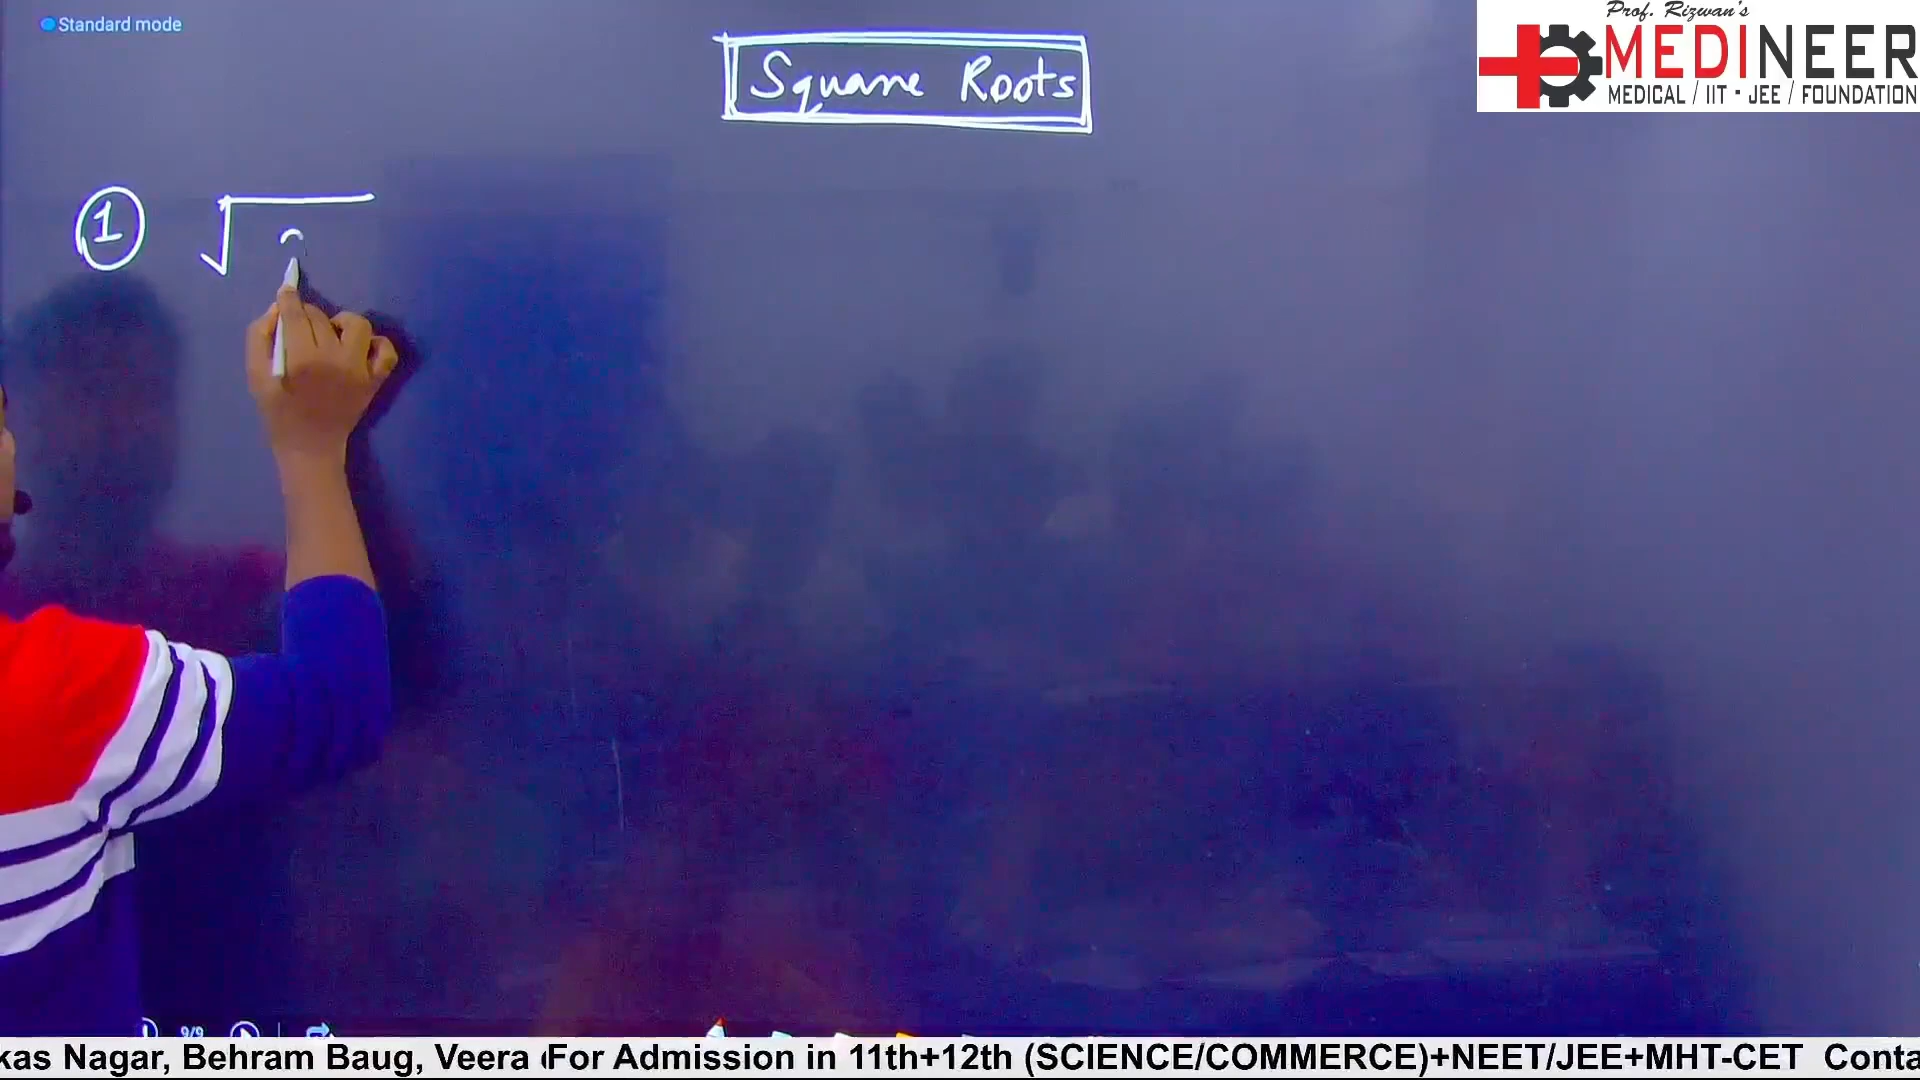 Standard mode
Prof. Rizwan's
MEDINEER
MEDICAL / IIT - JEE / FOUNDATION
Square Roots
1 √
kas Nagar, Behram Baug, Veera For Admission in 11th+12th (SCIENCE/COMMERCE)+NEET/JEE+MHT-CET Conta